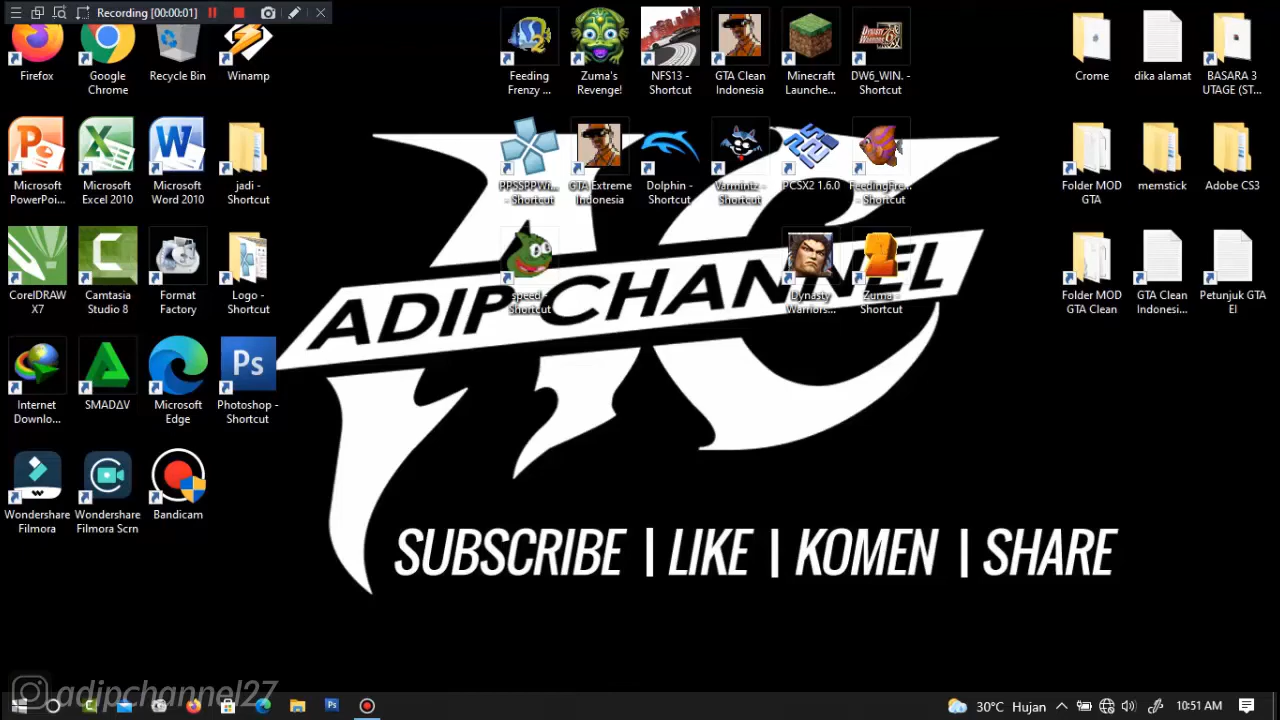 Recording [00:00:01]
Firefox
Google
Chrome
Recycle Bin
Winamp
Feeding
Frenzy ...
Zuma's
Revenge!
NFS13 -
Shortcut
GTA Clean
Indonesia
Minecraft
Launche...
DW6_WIN. -
Shortcut
Crome
dika alamat
BASARA 3
UTAGE (ST...
Microsoft
PowerPoi...
Microsoft
Excel 2010
Microsoft
Word 2010
jadi -
Shortcut
PPSSPPWi...
- Shortcut
GTA Extreme
Indonesia
Dolphin -
Shortcut
Varmintz -
Shortcut
PCSX2 1.6.0
FeedingFre...
- Shortcut
Folder MOD
GTA
memstick
Adobe CS3
CorelDRAW
X7
Camtasia
Studio 8
Format
Factory
Logo -
Shortcut
speed -
Shortcut
Dynasty
Warriors...
Zuma -
Shortcut
Folder MOD
GTA Clean
GTA Clean
Indonesi...
Petunjuk GTA
EI
ADIP CHANNEL
Internet
Downlo...
SMADΔV
Microsoft
Edge
Ps
Photoshop -
Shortcut
Wondershare
Filmora
Wondershare
Filmora Scrn
Bandicam
SUBSCRIBE | LIKE | KOMEN | SHARE
adipchannel27
30°C Hujan
10:51 AM